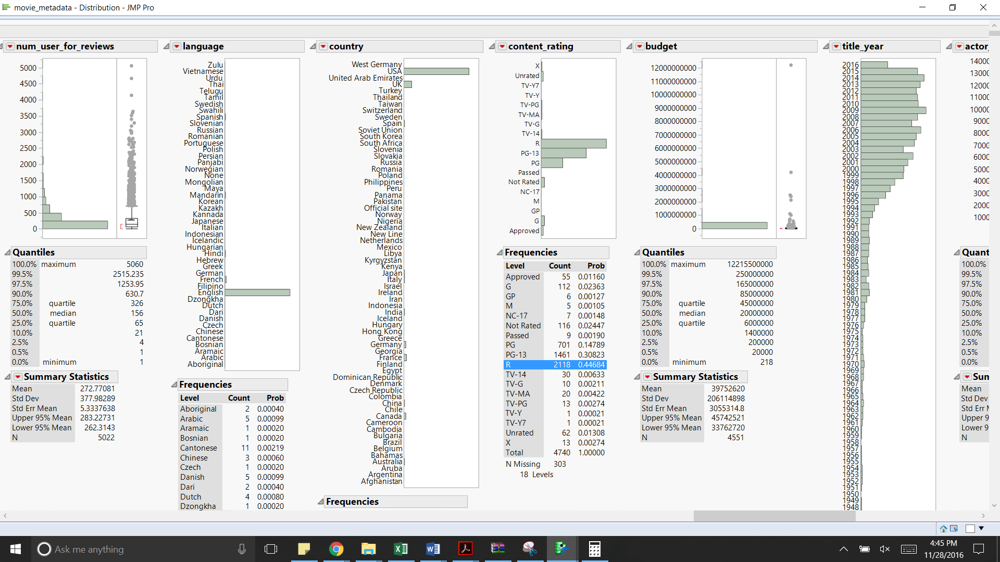 movie_metadata - Distribution - JMP Pro
num_user_for_reviews
5000
4500
4000
3500
3000
2500
2000
1500
1000
500
0
Quantiles
100.0% maximum 5060
99.5% 2515.235
97.5% 1253.95
90.0% 630.7
75.0% quartile 326
50.0% median 156
25.0% quartile 65
10.0% 21
2.5% 4
0.5% 1
0.0% minimum 1
Summary Statistics
Mean 272.77081
Std Dev 377.98289
Std Err Mean 5.3337638
Upper 95% Mean 283.22731
Lower 95% Mean 262.3143
N 5022
language
Zulu
Vietnamese
Urdu
Thai
Telugu
Tamil
Swedish
Swahili
Spanish
Slovenian
Russian
Romanian
Portuguese
Polish
Persian
Panjabi
Norwegian
None
Mongolian
Maya
Mandarin
Korean
Kazakh
Kannada
Japanese
Italian
Indonesian
Icelandic
Hungarian
Hindi
Hebrew
Greek
German
French
Filipino
English
Dzongkha
Dutch
Dari
Danish
Czech
Chinese
Cantonese
Bosnian
Aramaic
Arabic
Aboriginal
Frequencies
Level Count Prob
Aboriginal 2 0.00040
Arabic 5 0.00099
Aramaic 1 0.00020
Bosnian 1 0.00020
Cantonese 11 0.00219
Chinese 3 0.00060
Czech 1 0.00020
Danish 5 0.00099
Dari 2 0.00040
Dutch 4 0.00080
Dzongkha 1 0.00020
country
West Germany
USA
United Arab Emirates
UK
Turkey
Thailand
Taiwan
Switzerland
Sweden
Spain
Soviet Union
South Korea
South Africa
Slovenia
Slovakia
Russia
Romania
Poland
Philippines
Peru
Panama
Pakistan
Official site
Norway
Nigeria
New Zealand
New Line
Netherlands
Mexico
Libya
Kyrgyzstan
Kenya
Japan
Italy
Israel
Ireland
Iran
Indonesia
India
Iceland
Hungary
Hong Kong
Greece
Germany
Georgia
France
Finland
Egypt
Dominican Republic
Denmark
Czech Republic
Colombia
China
Chile
Canada
Cameroon
Cambodia
Bulgaria
Brazil
Belgium
Bahamas
Australia
Aruba
Argentina
Afghanistan
Frequencies
content_rating
X
Unrated
TV-Y7
TV-Y
TV-PG
TV-MA
TV-G
TV-14
R
PG-13
PG
Passed
Not Rated
NC-17
M
GP
G
Approved
Frequencies
Level Count Prob
Approved 55 0.01160
G 112 0.02363
GP 6 0.00127
M 5 0.00105
NC-17 7 0.00148
Not Rated 116 0.02447
Passed 9 0.00190
PG 701 0.14789
PG-13 1461 0.30823
R 2118 0.44684
TV-14 30 0.00633
TV-G 10 0.00211
TV-MA 20 0.00422
TV-PG 13 0.00274
TV-Y 1 0.00021
TV-Y7 1 0.00021
Unrated 62 0.01308
X 13 0.00274
Total 4740 1.00000
N Missing 303
18 Levels
budget
12000000000
11000000000
10000000000
9000000000
8000000000
7000000000
6000000000
5000000000
4000000000
3000000000
2000000000
1000000000
0
Quantiles
100.0% maximum 12215500000
99.5% 250000000
97.5% 165000000
90.0% 85000000
75.0% quartile 45000000
50.0% median 20000000
25.0% quartile 6000000
10.0% 1400000
2.5% 200000
0.5% 20000
0.0% minimum 218
Summary Statistics
Mean 39752620
Std Dev 206114898
Std Err Mean 3055314.8
Upper 95% Mean 45742521
Lower 95% Mean 33762720
N 4551
title_year
2016
2015
2014
2013
2012
2011
2010
2009
2008
2007
2006
2005
2004
2003
2002
2001
2000
1999
1998
1997
1996
1995
1994
1993
1992
1991
1990
1989
1988
1987
1986
1985
1984
1983
1982
1981
1980
1979
1978
1977
1976
1975
1974
1973
1972
1971
1970
1969
1968
1967
1966
1965
1964
1963
1962
1961
1960
1959
1958
1957
1956
1955
1954
1953
1952
1951
1950
1949
1948
actor_
14000
13000
12000
11000
10000
9000
8000
7000
6000
5000
4000
3000
2000
1000
Quant
100.0%
99.5%
97.5%
90.0%
75.0%
50.0%
25.0%
10.0%
2.5%
0.5%
0.0%
Sum
Mean
Std Dev
Std Err M
Upper 9
Lower 9
N
Ask me anything
4:45 PM
11/28/2016